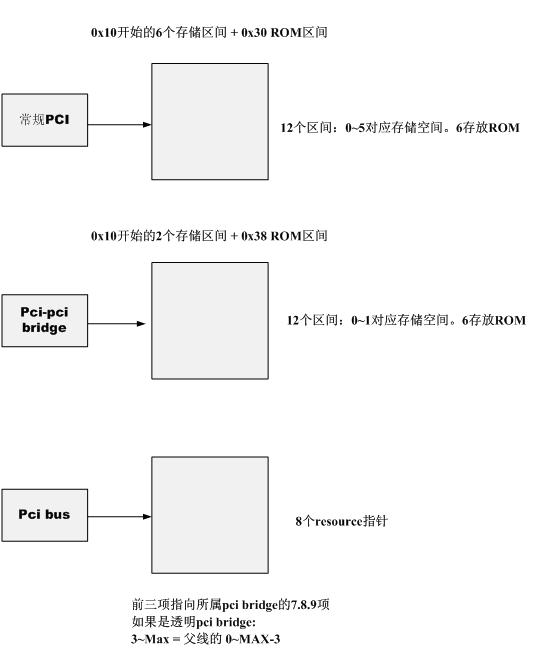 0x10开始的6个存储区间 + 0x30 ROM区间
常规PCI
12个区间：0~5对应存储空间。6存放ROM
0x10开始的2个存储区间 + 0x38 ROM区间
Pci-pci
bridge
12个区间：0~1对应存储空间。6存放ROM
Pci bus
8个resource指针
前三项指向所属pci bridge的7.8.9项
如果是透明pci bridge:
3~Max = 父线的 0~MAX-3